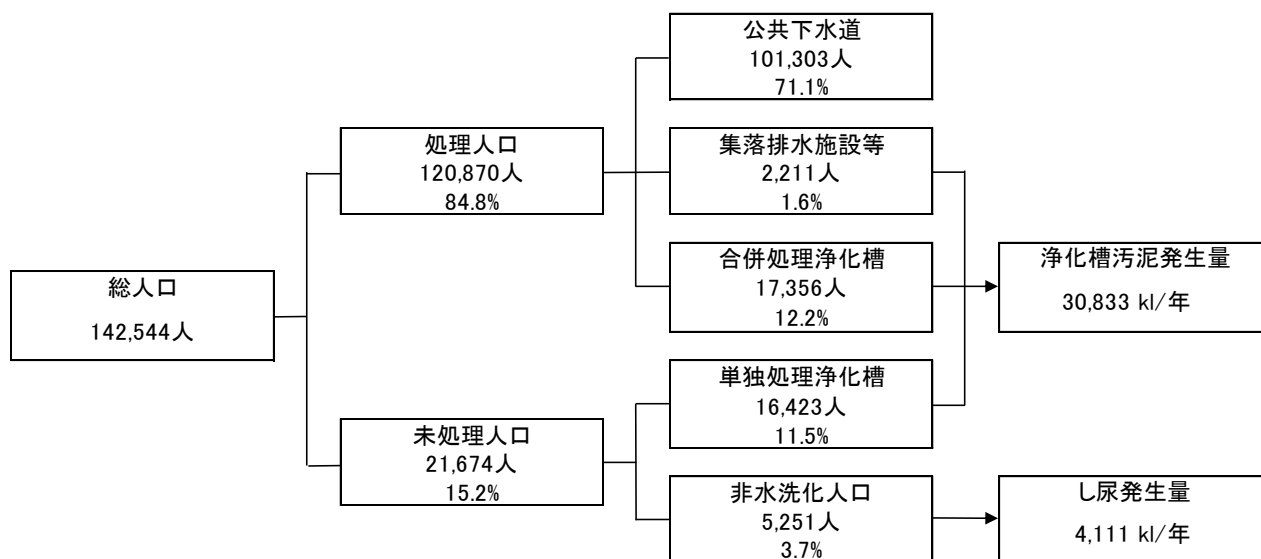 総人口
142,544人
処理人口
120,870人
84.8%
未処理人口
21,674人
15.2%
公共下水道
101,303人
71.1%
集落排水施設等
2,211人
1.6%
合併処理浄化槽
17,356人
12.2%
単独処理浄化槽
16,423人
11.5%
非水洗化人口
5,251人
3.7%
浄化槽汚泥発生量
30,833 kl/年
し尿発生量
4,111 kl/年